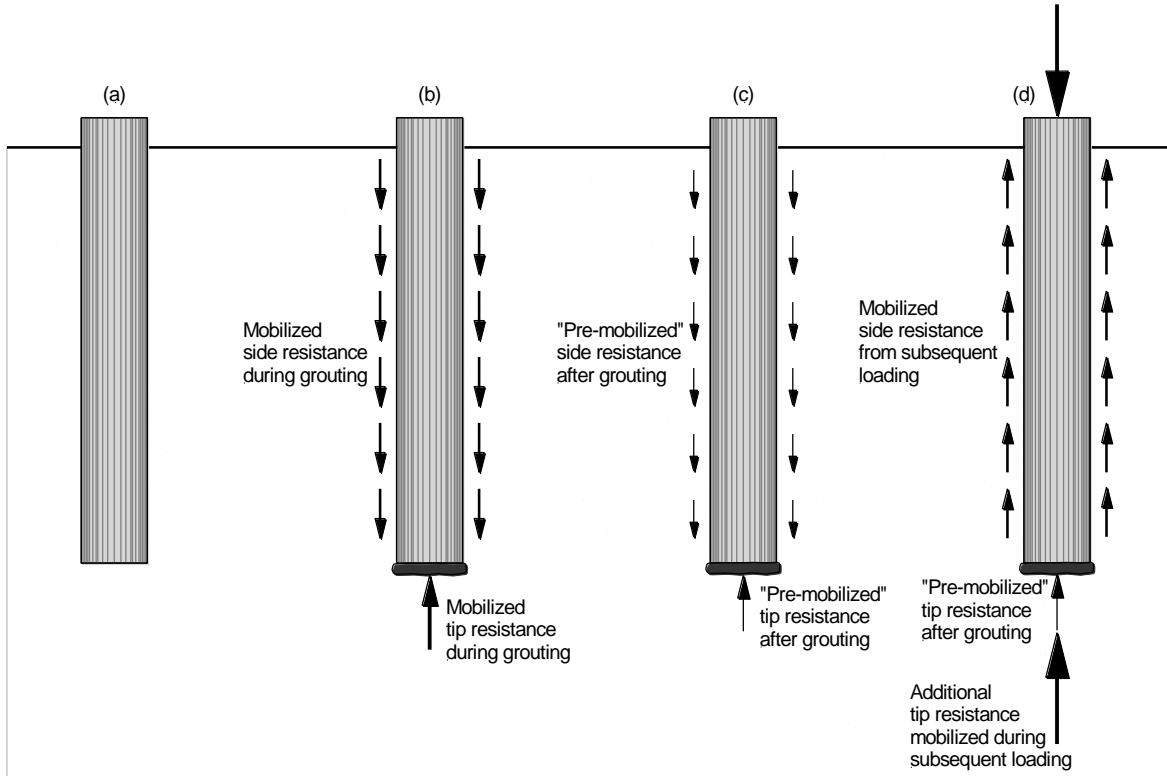 (a)
(b)
(c)
(d)
Mobilized
side resistance
during grouting
"Pre-mobilized"
side resistance
after grouting
Mobilized
side resistance
from subsequent
loading
Mobilized
tip resistance
during grouting
"Pre-mobilized"
tip resistance
after grouting
"Pre-mobilized"
tip resistance
after grouting
Additional
tip resistance
mobilized during
subsequent loading